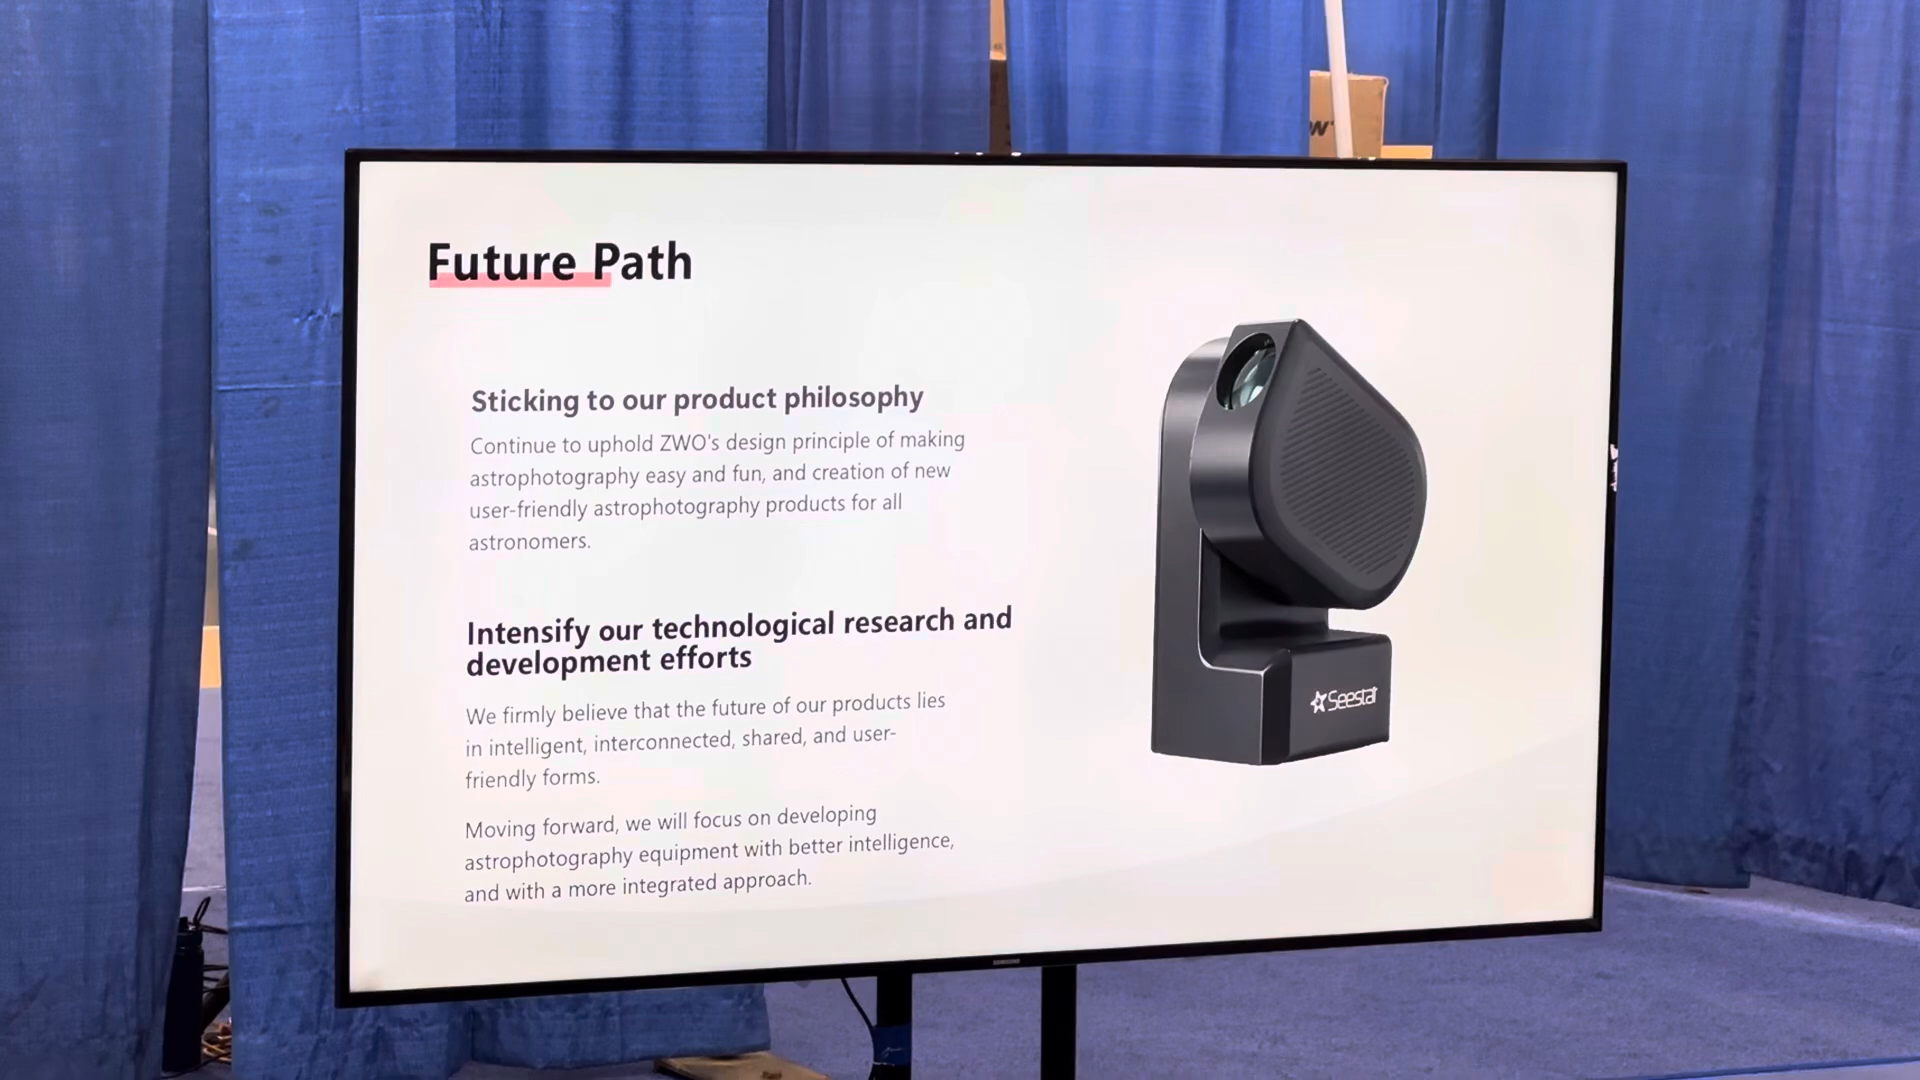 Future Path
Sticking to our product philosophy
Continue to uphold ZWO's design principle of making
astrophotography easy and fun, and creation of new
user-friendly astrophotography products for all
astronomers.
Intensify our technological research and
development efforts
We firmly believe that the future of our products lies
in intelligent, interconnected, shared, and user-
friendly forms.
Moving forward, we will focus on developing
astrophotography equipment with better intelligence,
and with a more integrated approach.
Seestar
SAMSUNG